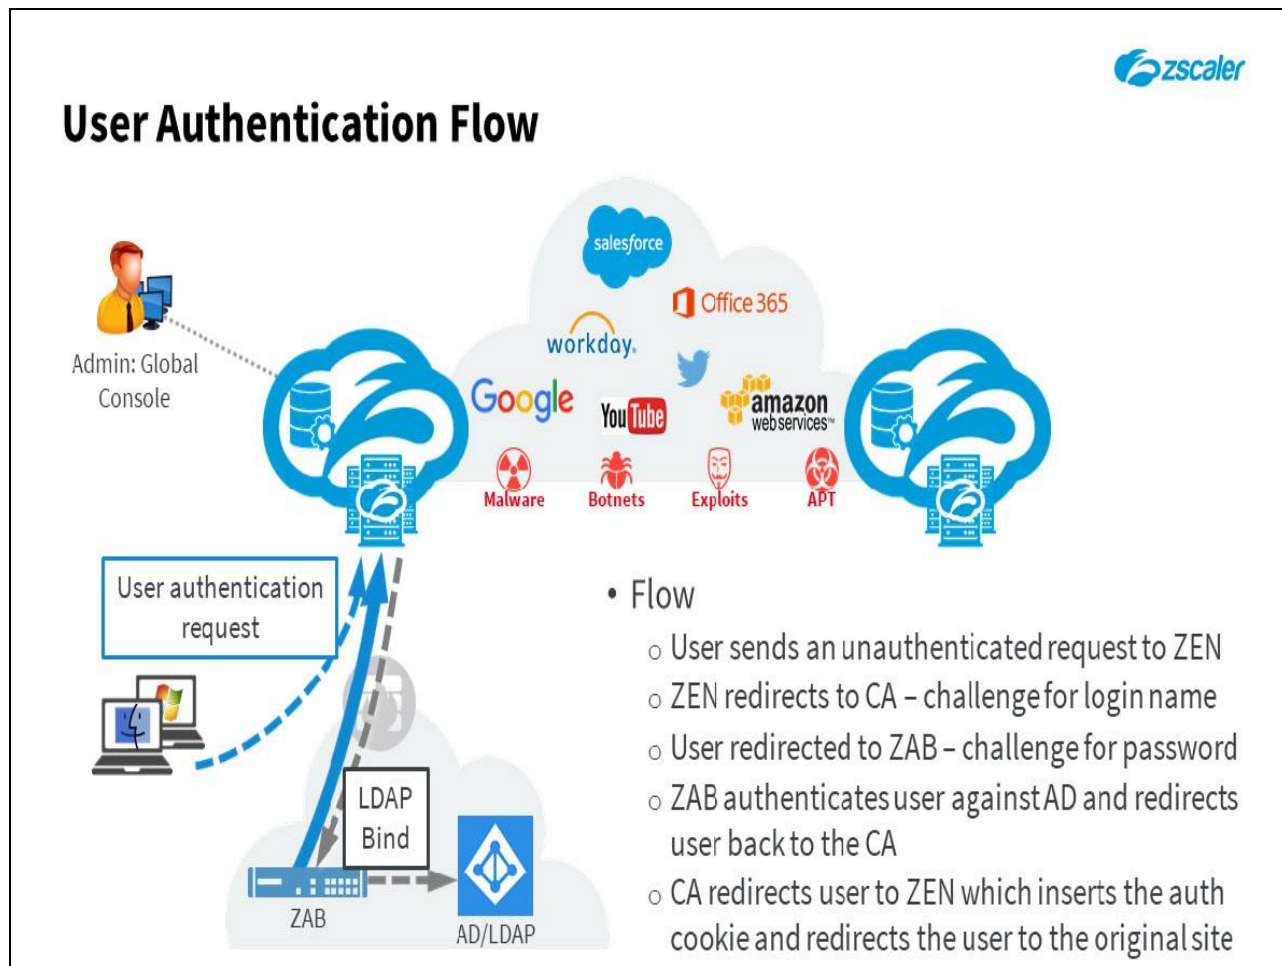 zscaler
User Authentication Flow
salesforce
Office 365
workday.
Admin: Global
Console
Google
You Tube
amazon
webservices™
Malware
Botnets
Exploits
APT
User authentication
request
LDAP
Bind
ZAB
AD/LDAP
• Flow
o User sends an unauthenticated request to ZEN
o ZEN redirects to CA – challenge for login name
o User redirected to ZAB – challenge for password
o ZAB authenticates user against AD and redirects
user back to the CA
o CA redirects user to ZEN which inserts the auth
cookie and redirects the user to the original site